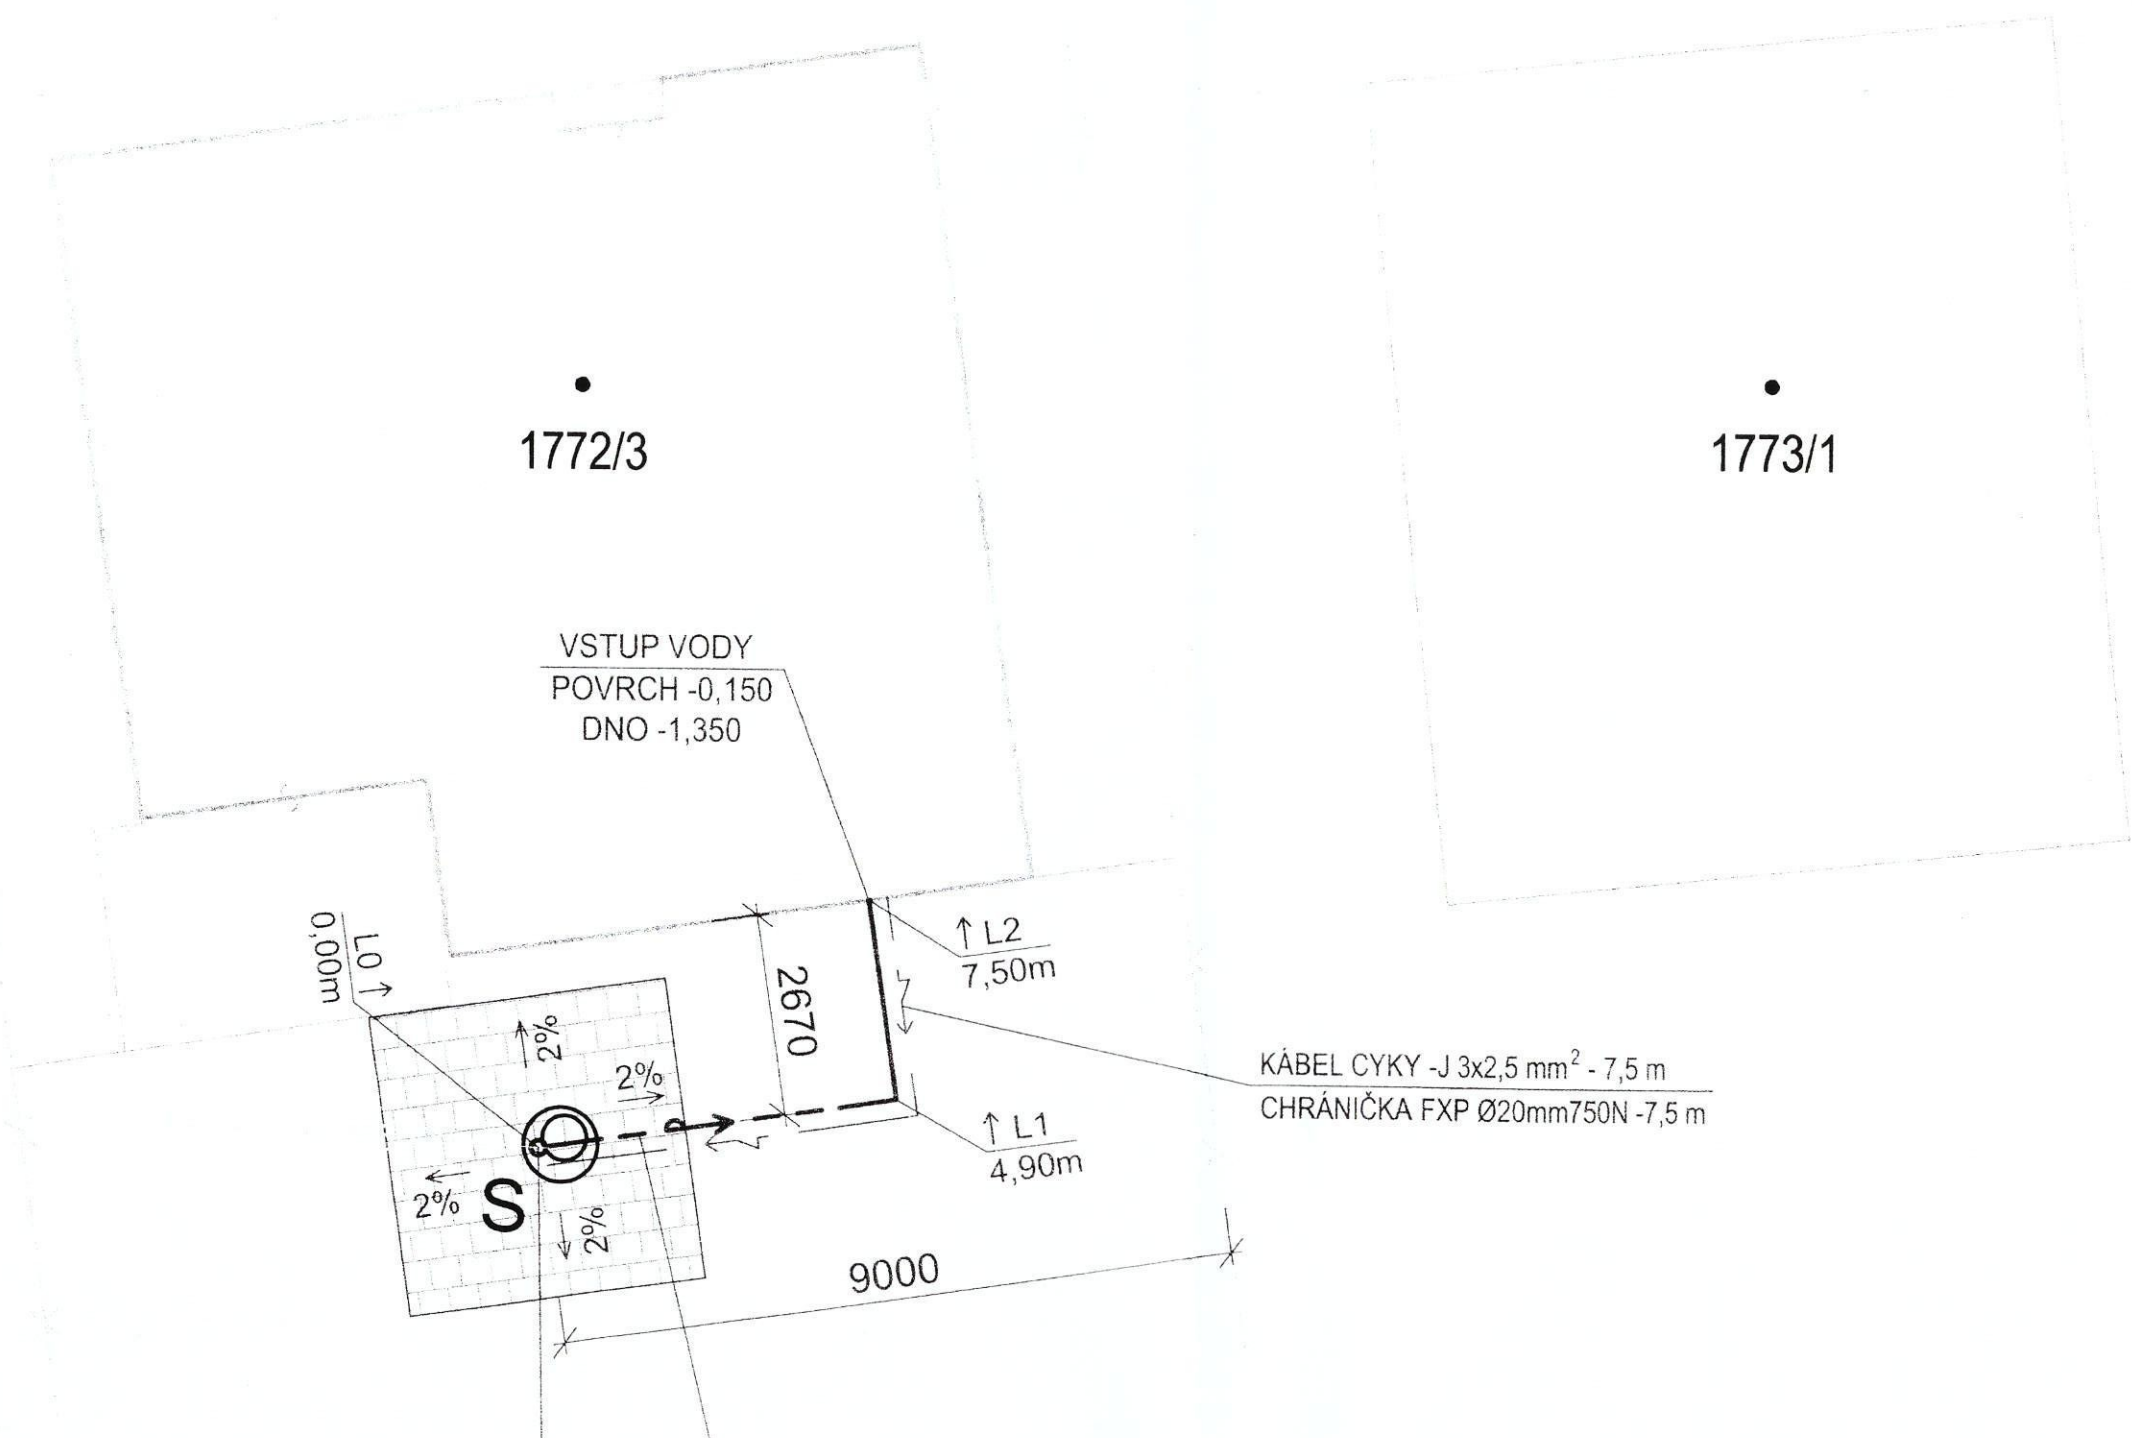 1772/3
1773/1
VSTUP VODY
POVRCH -0,150
DNO -1,350
L0
0,00m
L2
7,50m
2670
2%
2%
KÁBEL CYKY -J 3x2,5 mm² - 7,5 m
CHRÁNIČKA FXP Ø20mm750N -7,5 m
L1
4,90m
2%
S
2%
9000